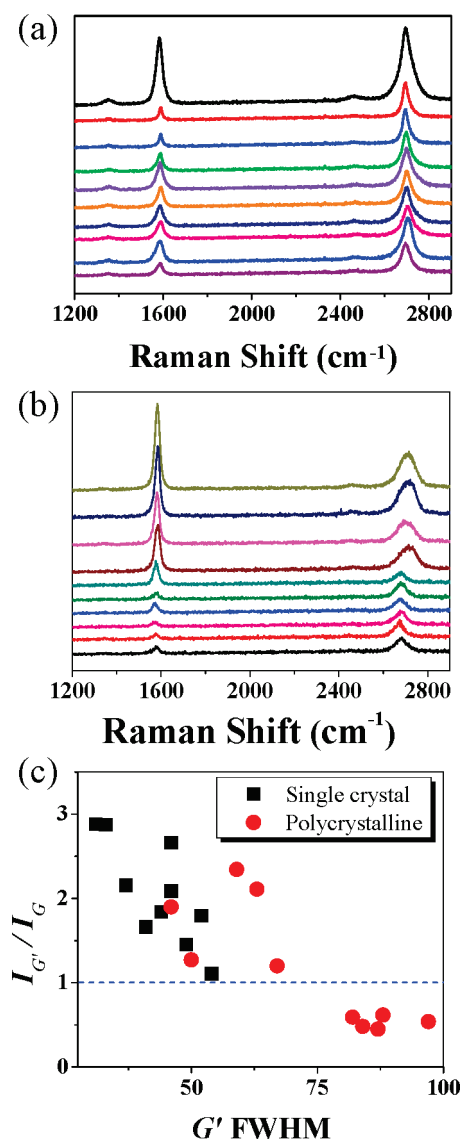 (a)
1200 1600 2000 2400 2800
Raman Shift (cm-1)
(b)
1200 1600 2000 2400 2800
Raman Shift (cm-1)
(c)
Single crystal
Polycrystalline
3
2
1
0
IG' / IG
50 75 100
G' FWHM